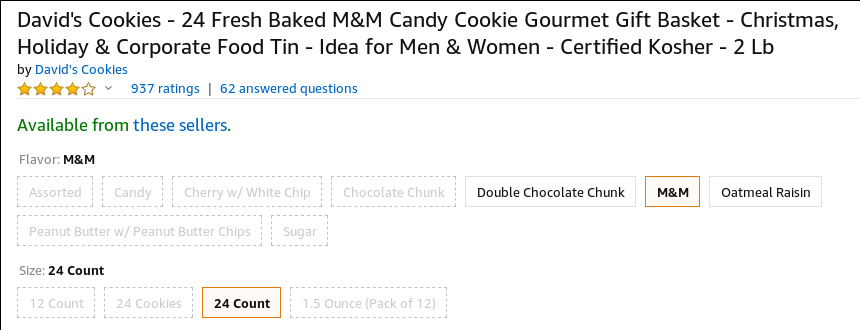 David's Cookies - 24 Fresh Baked M&M Candy Cookie Gourmet Gift Basket - Christmas,
Holiday & Corporate Food Tin - Idea for Men & Women - Certified Kosher - 2 Lb
by David's Cookies
937 ratings | 62 answered questions
Available from these sellers.
Flavor: M&M
Assorted Candy Cherry w/ White Chip Chocolate Chunk Double Chocolate Chunk M&M Oatmeal Raisin
Peanut Butter w/ Peanut Butter Chips Sugar
Size: 24 Count
12 Count 24 Cookies 24 Count 1.5 Ounce (Pack of 12)